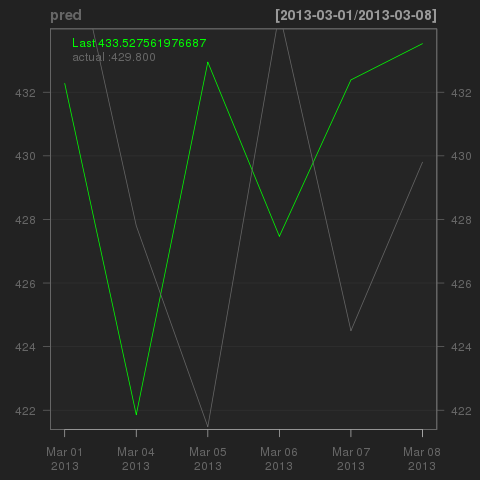 pred [2013-03-01/2013-03-08]
Last 433.527561976687
actual :429.800
432 432
430 430
428 428
426 426
424 424
422 422
Mar 01 Mar 04 Mar 05 Mar 06 Mar 07 Mar 08
2013 2013 2013 2013 2013 2013